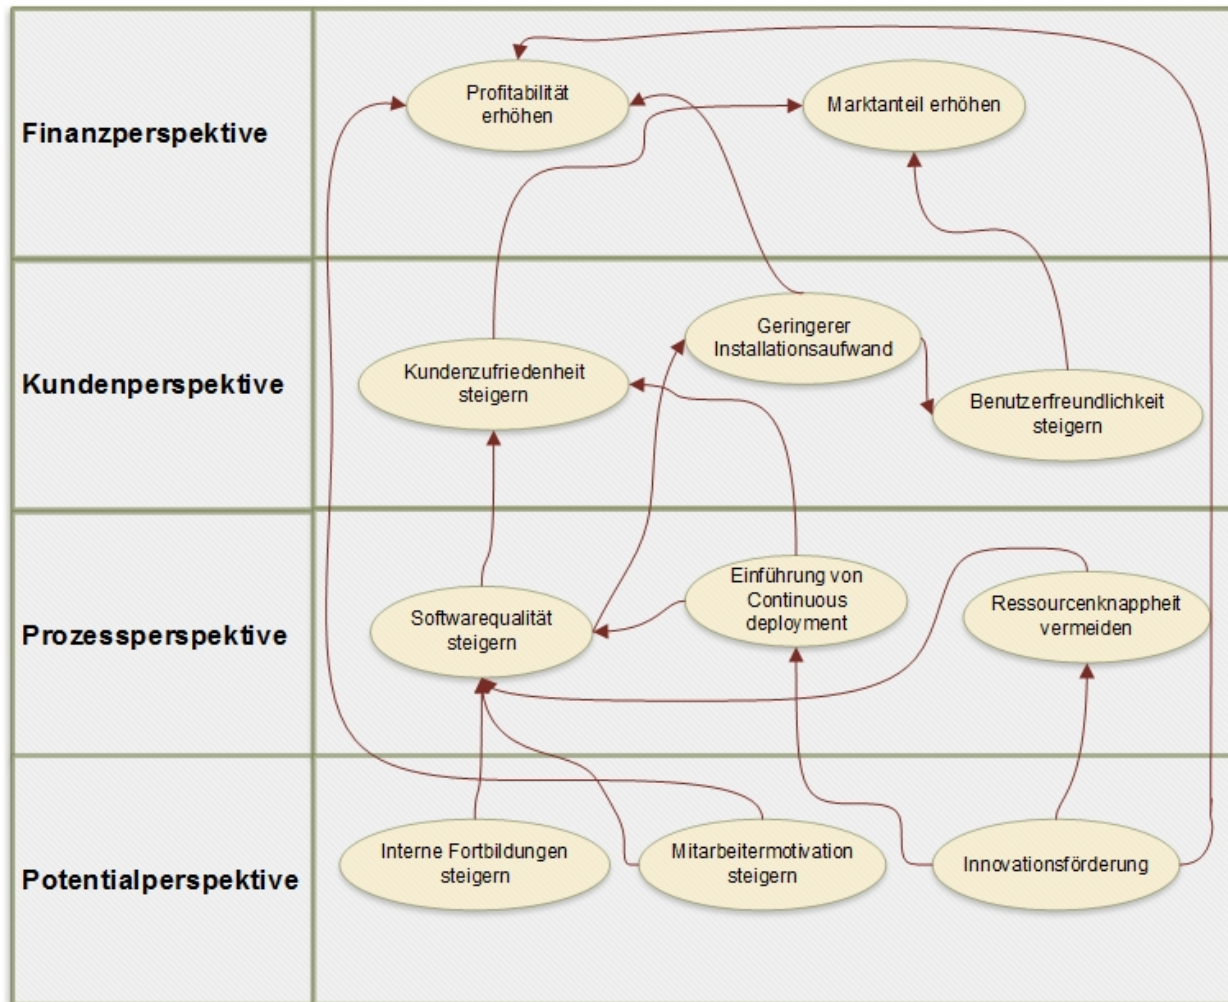 Finanzperspektive
Profitabilität
erhöhen
Marktanteil erhöhen
Kundenperspektive
Kundenzufriedenheit
steigern
Geringerer
Installationsaufwand
Benutzerfreundlichkeit
steigern
Prozessperspektive
Softwarequalität
steigern
Einführung von
Continuous
deployment
Ressourcenknappheit
vermeiden
Potentialperspektive
Interne Fortbildungen
steigern
Mitarbeitermotivation
steigern
Innovationsförderung